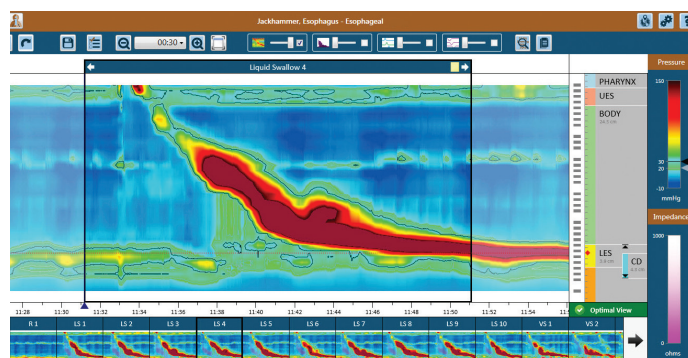 Jackhammer, Esophagus - Esophageal
00:30
Liquid Swallow 4
Pressure
150
30
20
-10
mmHg
PHARYNX
UES
BODY
LES
CD
Impedance
1000
0
ohms
11:28 11:30 11:32 11:34 11:36 11:38 11:40 11:42 11:44 11:46 11:48 11:50 11:52 11:54
Optimal View
R 1 LS 1 LS 2 LS 3 LS 4 LS 5 LS 6 LS 7 LS 8 LS 9 LS 10 VS 1 VS 2